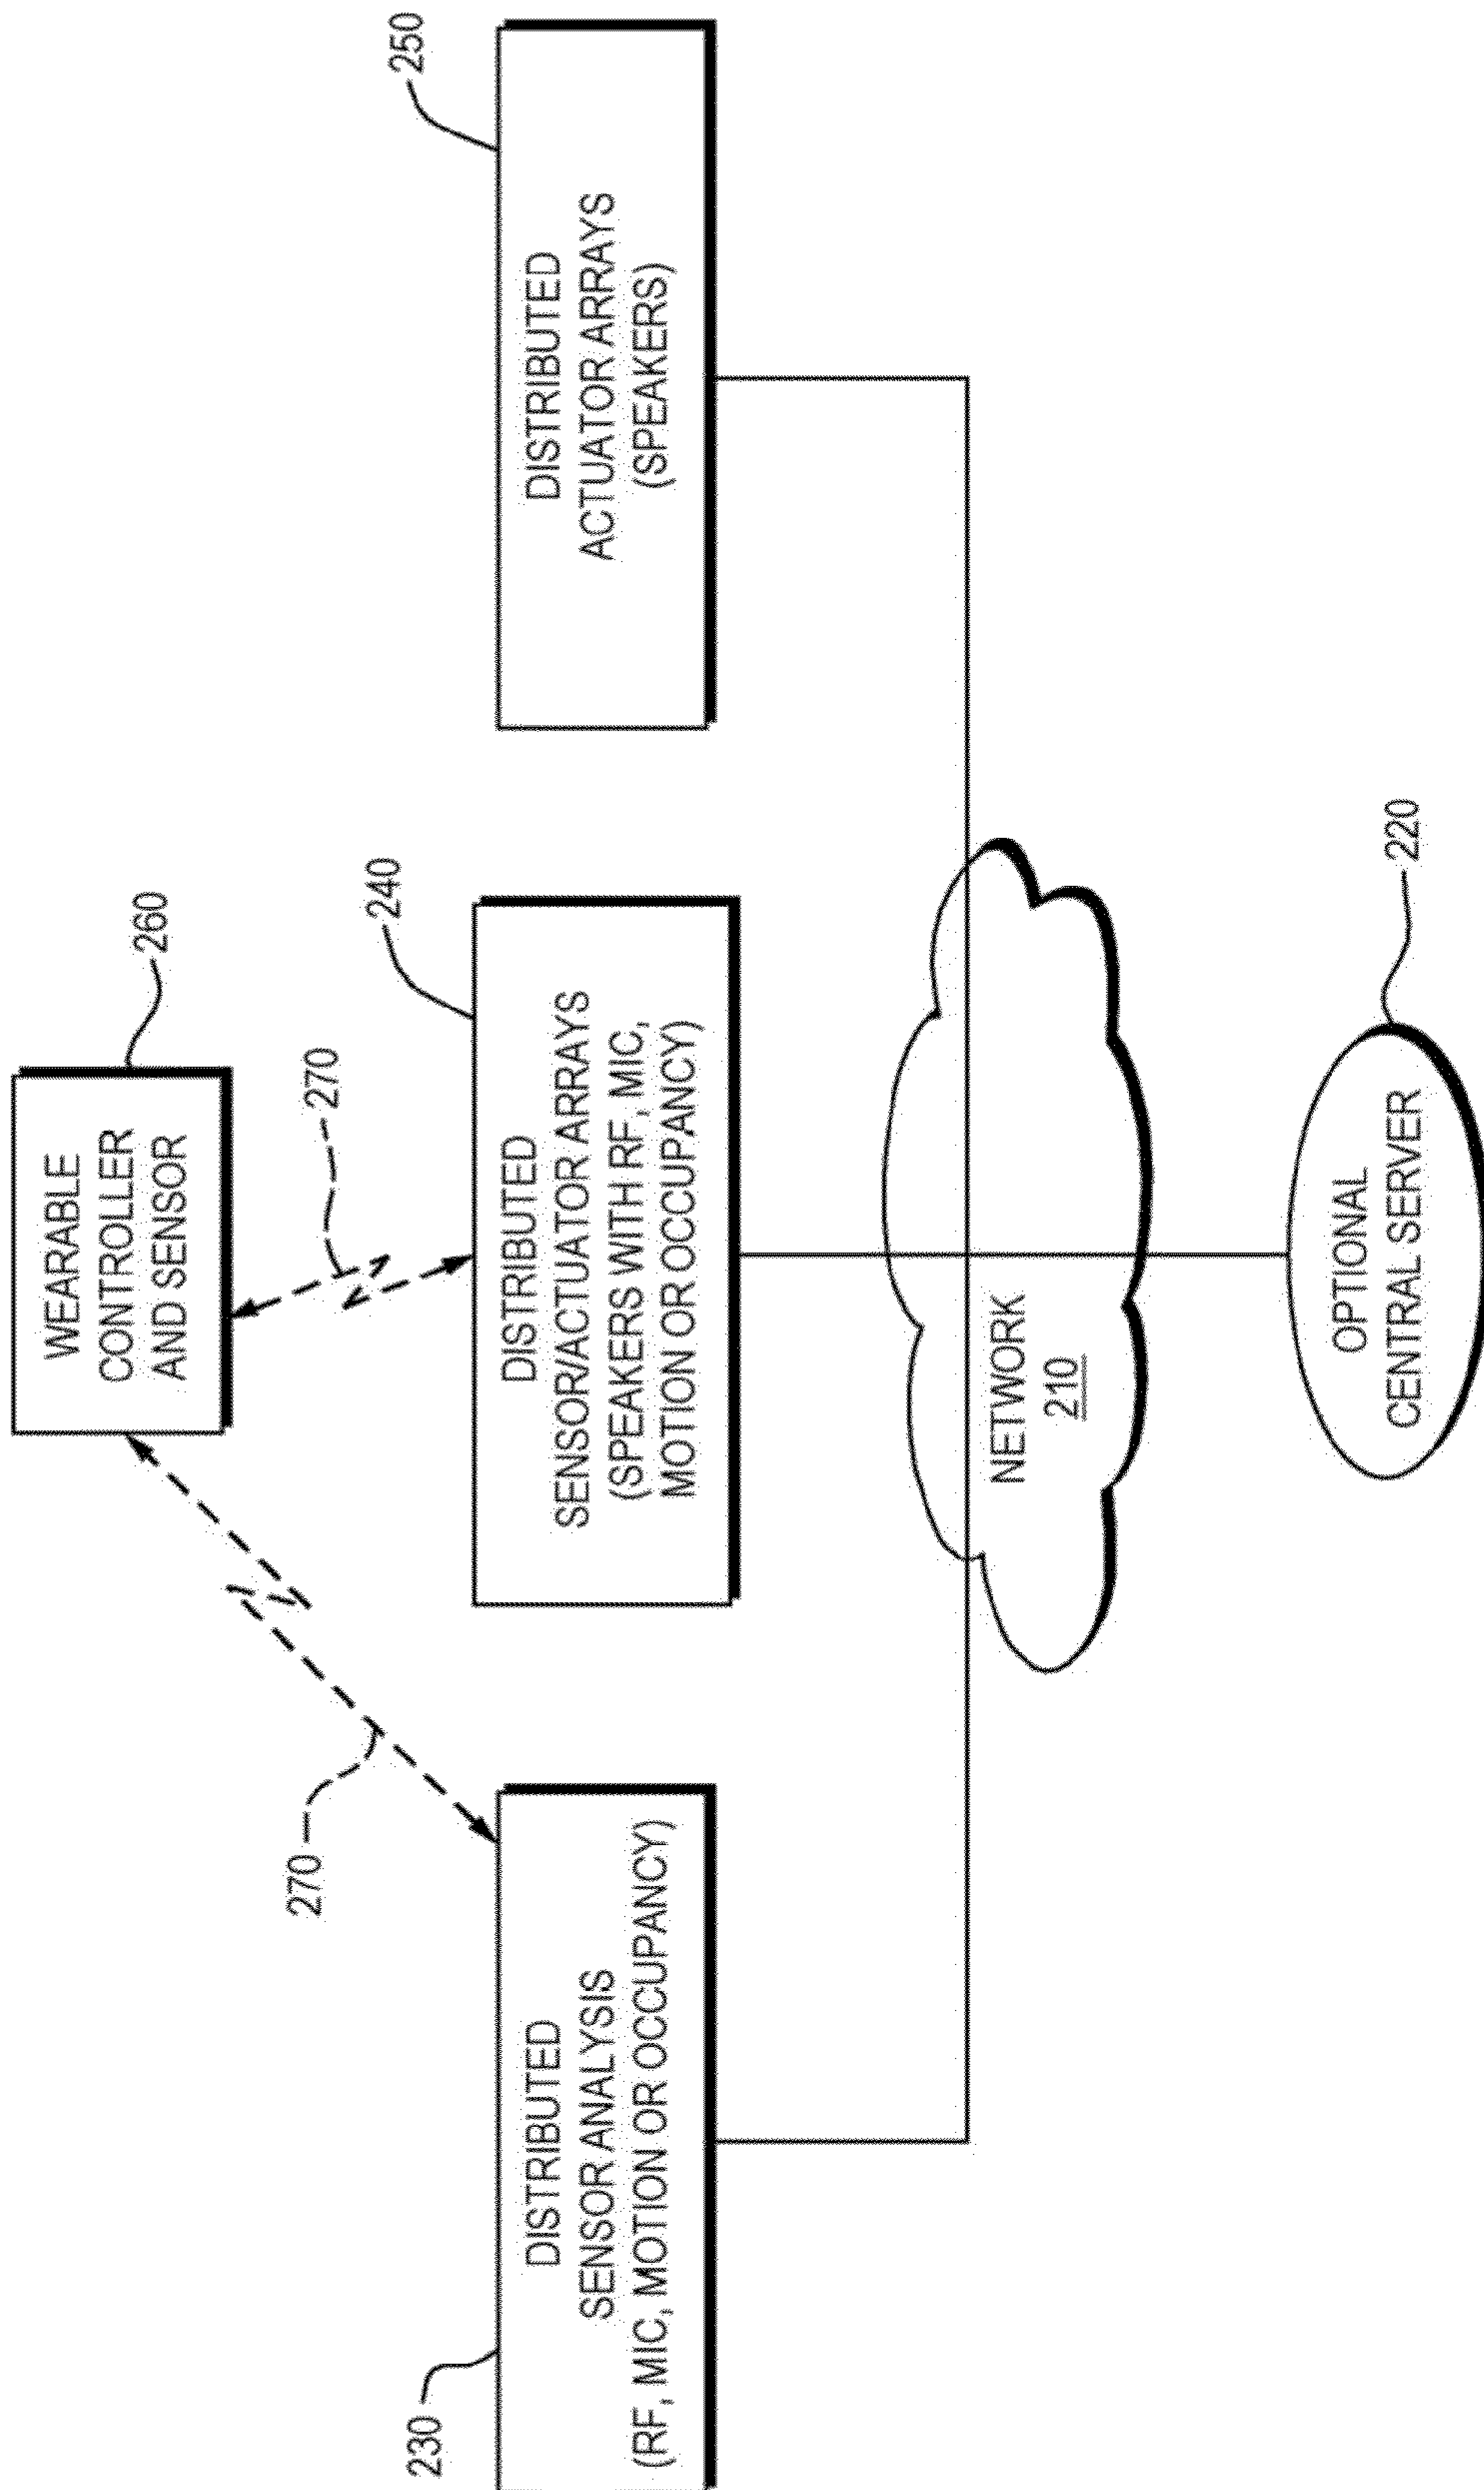 260
WEARABLE
CONTROLLER
AND SENSOR
270
270
230
DISTRIBUTED
SENSOR ANALYSIS
(RF, MIC, MOTION OR OCCUPANCY)
240
DISTRIBUTED
SENSOR/ACTUATOR ARRAYS
(SPEAKERS WITH RF, MIC,
MOTION OR OCCUPANCY)
250
DISTRIBUTED
ACTUATOR ARRAYS
(SPEAKERS)
NETWORK
210
220
OPTIONAL
CENTRAL SERVER